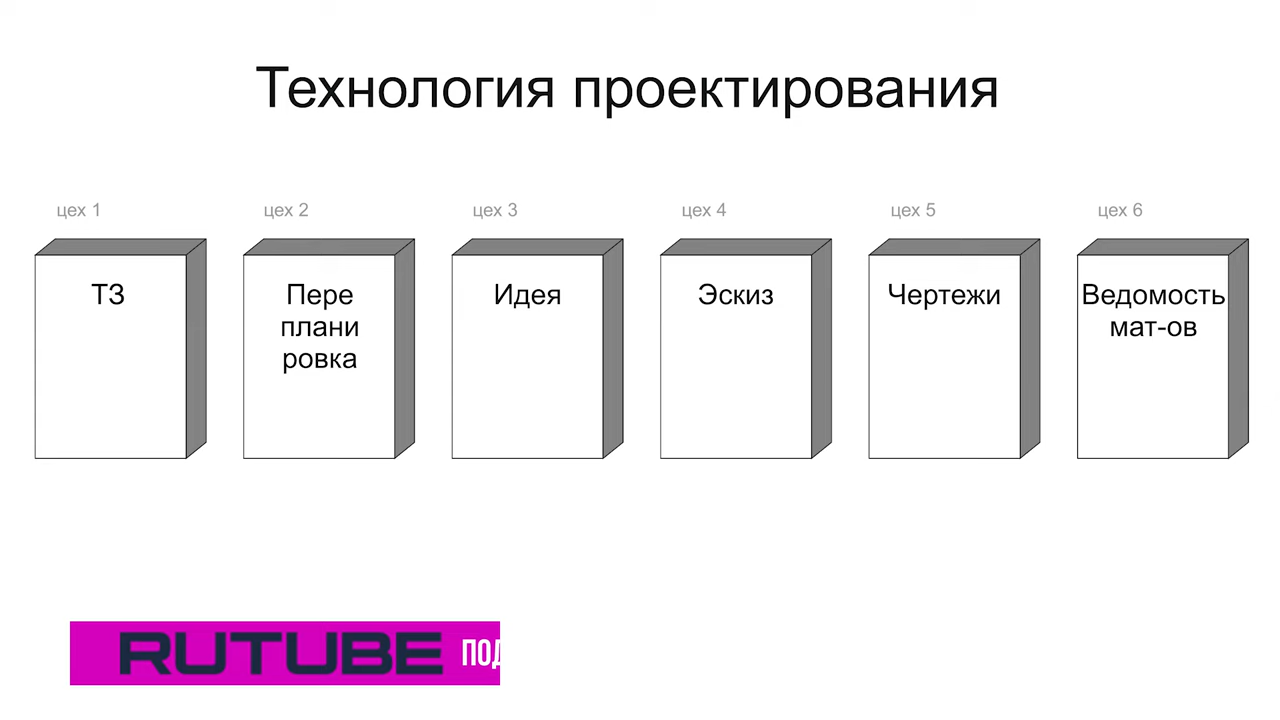 Технология проектирования
цех 1
цех 2
цех 3
цех 4
цех 5
цех 6
ТЗ
Пере
плани
ровка
Идея
Эскиз
Чертежи
Ведомость
мат-ов
RUTUBE